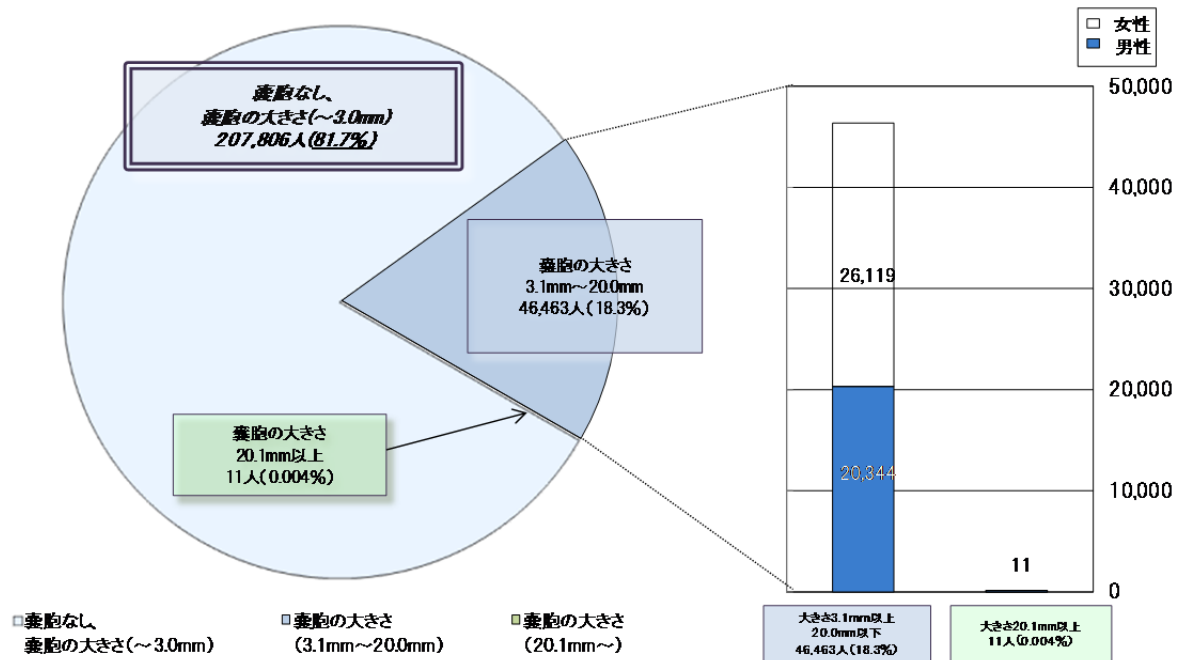 嚢胞なし、
嚢胞の大きさ(～3.0mm)
207,806人(81.7%)
嚢胞の大きさ
3.1mm～20.0mm
46,463人(18.3%)
嚢胞の大きさ
20.1mm以上
11人(0.004%)
嚢胞なし、
嚢胞の大きさ(～3.0mm)
嚢胞の大きさ
(3.1mm～20.0mm)
嚢胞の大きさ
(20.1mm～)
女性
男性
50,000
40,000
30,000
20,000
10,000
0
26,119
20,344
11
大きさ3.1mm以上
20.0mm以下
46,463人(18.3%)
大きさ20.1mm以上
11人(0.004%)